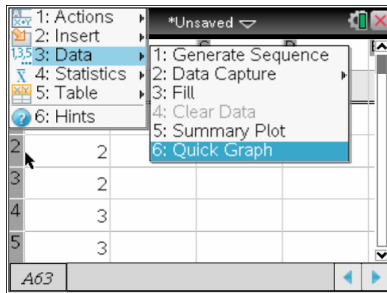 1: Actions
2: Insert
3: Data
4: Statistics
5: Table
6: Hints
*Unsaved
1: Generate Sequence
2: Data Capture
3: Fill
4: Clear Data
5: Summary Plot
6: Quick Graph
2 2
3 2
4 3
5 3
A63